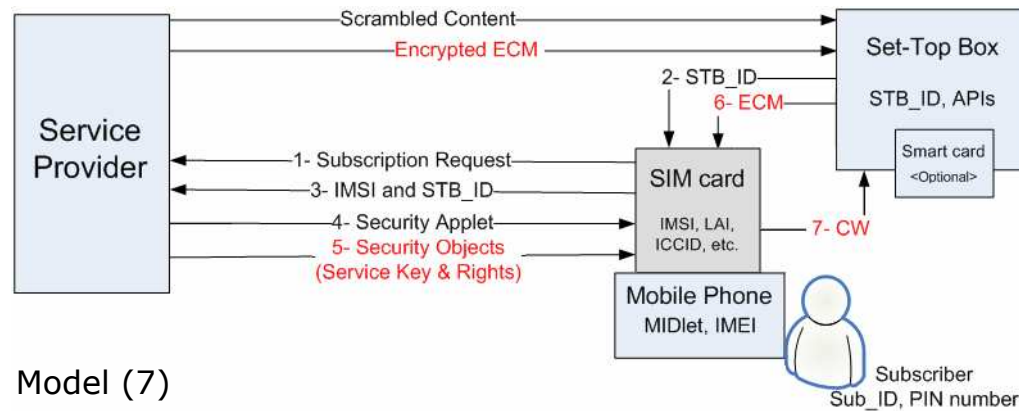 Scrambled Content
Encrypted ECM
Set-Top Box
STB_ID, APIs
Smart card
<Optional>
2- STB_ID
6- ECM
Service
Provider
1- Subscription Request
3- IMSI and STB_ID
4- Security Applet
5- Security Objects
(Service Key & Rights)
SIM card
IMSI, LAI,
ICCID, etc.
7- CW
Mobile Phone
MIDlet, IMEI
Subscriber
Sub_ID, PIN number
Model (7)